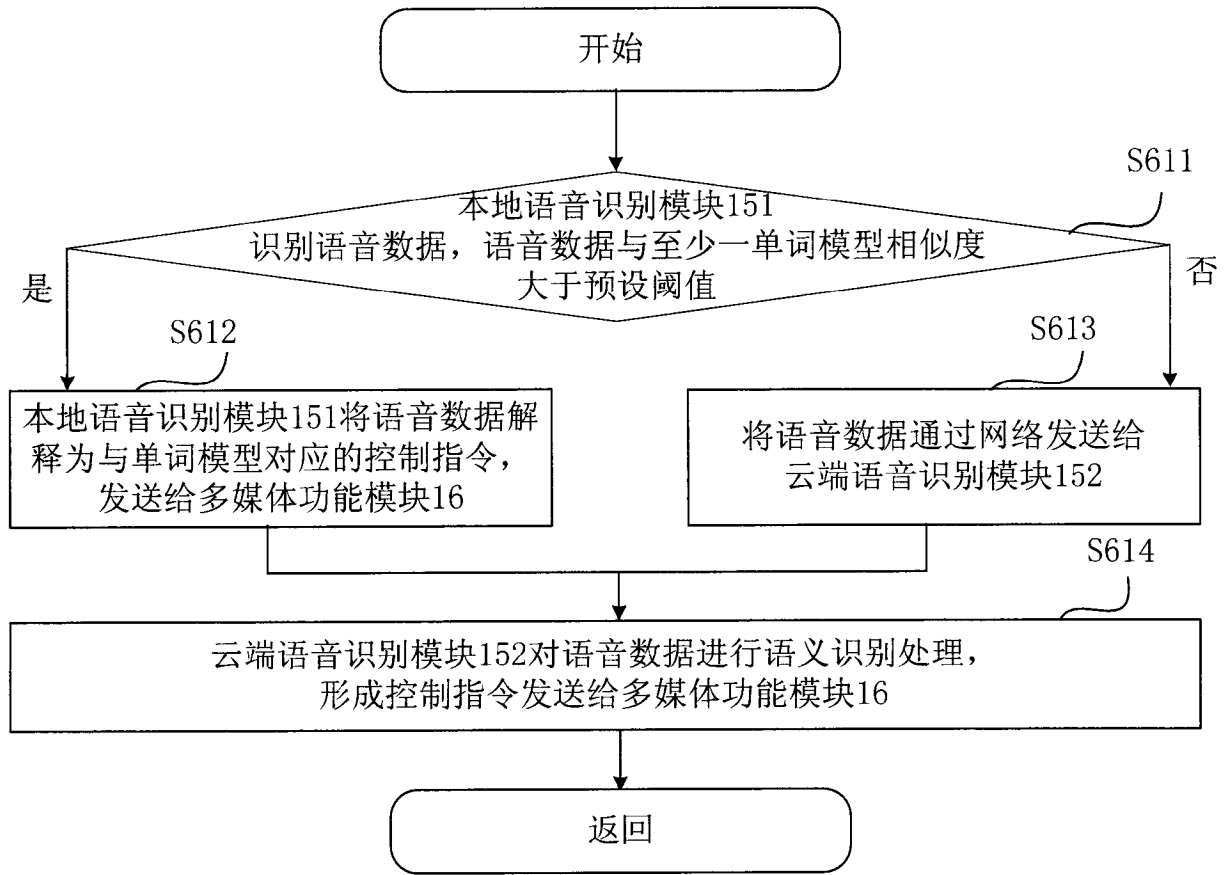 开始
S611
本地语音识别模块151
识别语音数据，语音数据与至少一单词模型相似度
大于预设阈值
是
否
S612
S613
本地语音识别模块151将语音数据解
释为与单词模型对应的控制指令，
发送给多媒体功能模块16
将语音数据通过网络发送给
云端语音识别模块152
S614
云端语音识别模块152对语音数据进行语义识别处理，
形成控制指令发送给多媒体功能模块16
返回